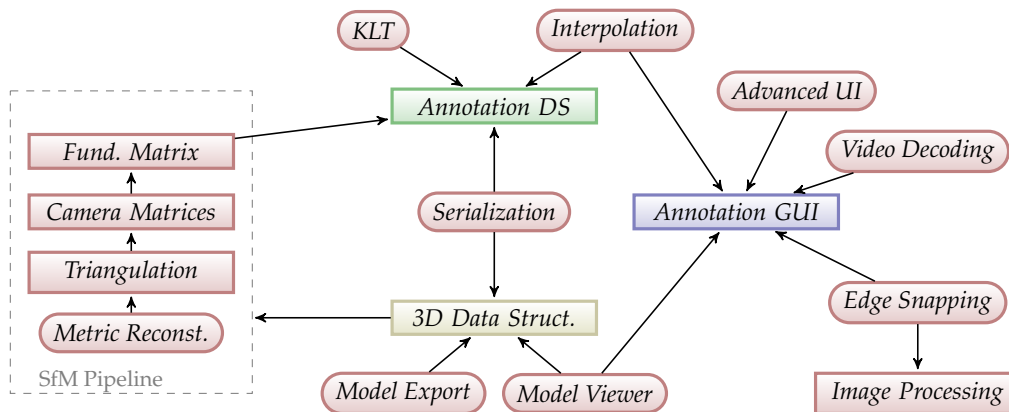 KLT
Interpolation
Advanced UI
Annotation DS
Video Decoding
Fund. Matrix
Camera Matrices
Serialization
Annotation GUI
Triangulation
Edge Snapping
Metric Reconst.
3D Data Struct.
SfM Pipeline
Model Export
Model Viewer
Image Processing